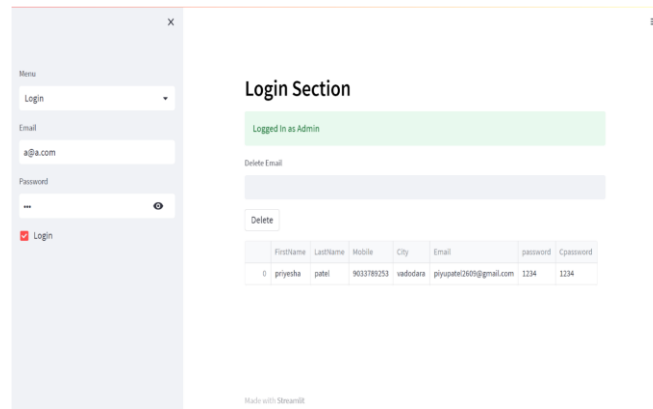 Menu
Login
Email
a@a.com
Password
•••
Login
Login Section
Logged In as Admin
Delete Email
Delete
FirstName LastName Mobile City Email password Cpassword
0 priyesha patel 9033789253 vadodara piyupatel2609@gmail.com 1234 1234
Made with Streamlit